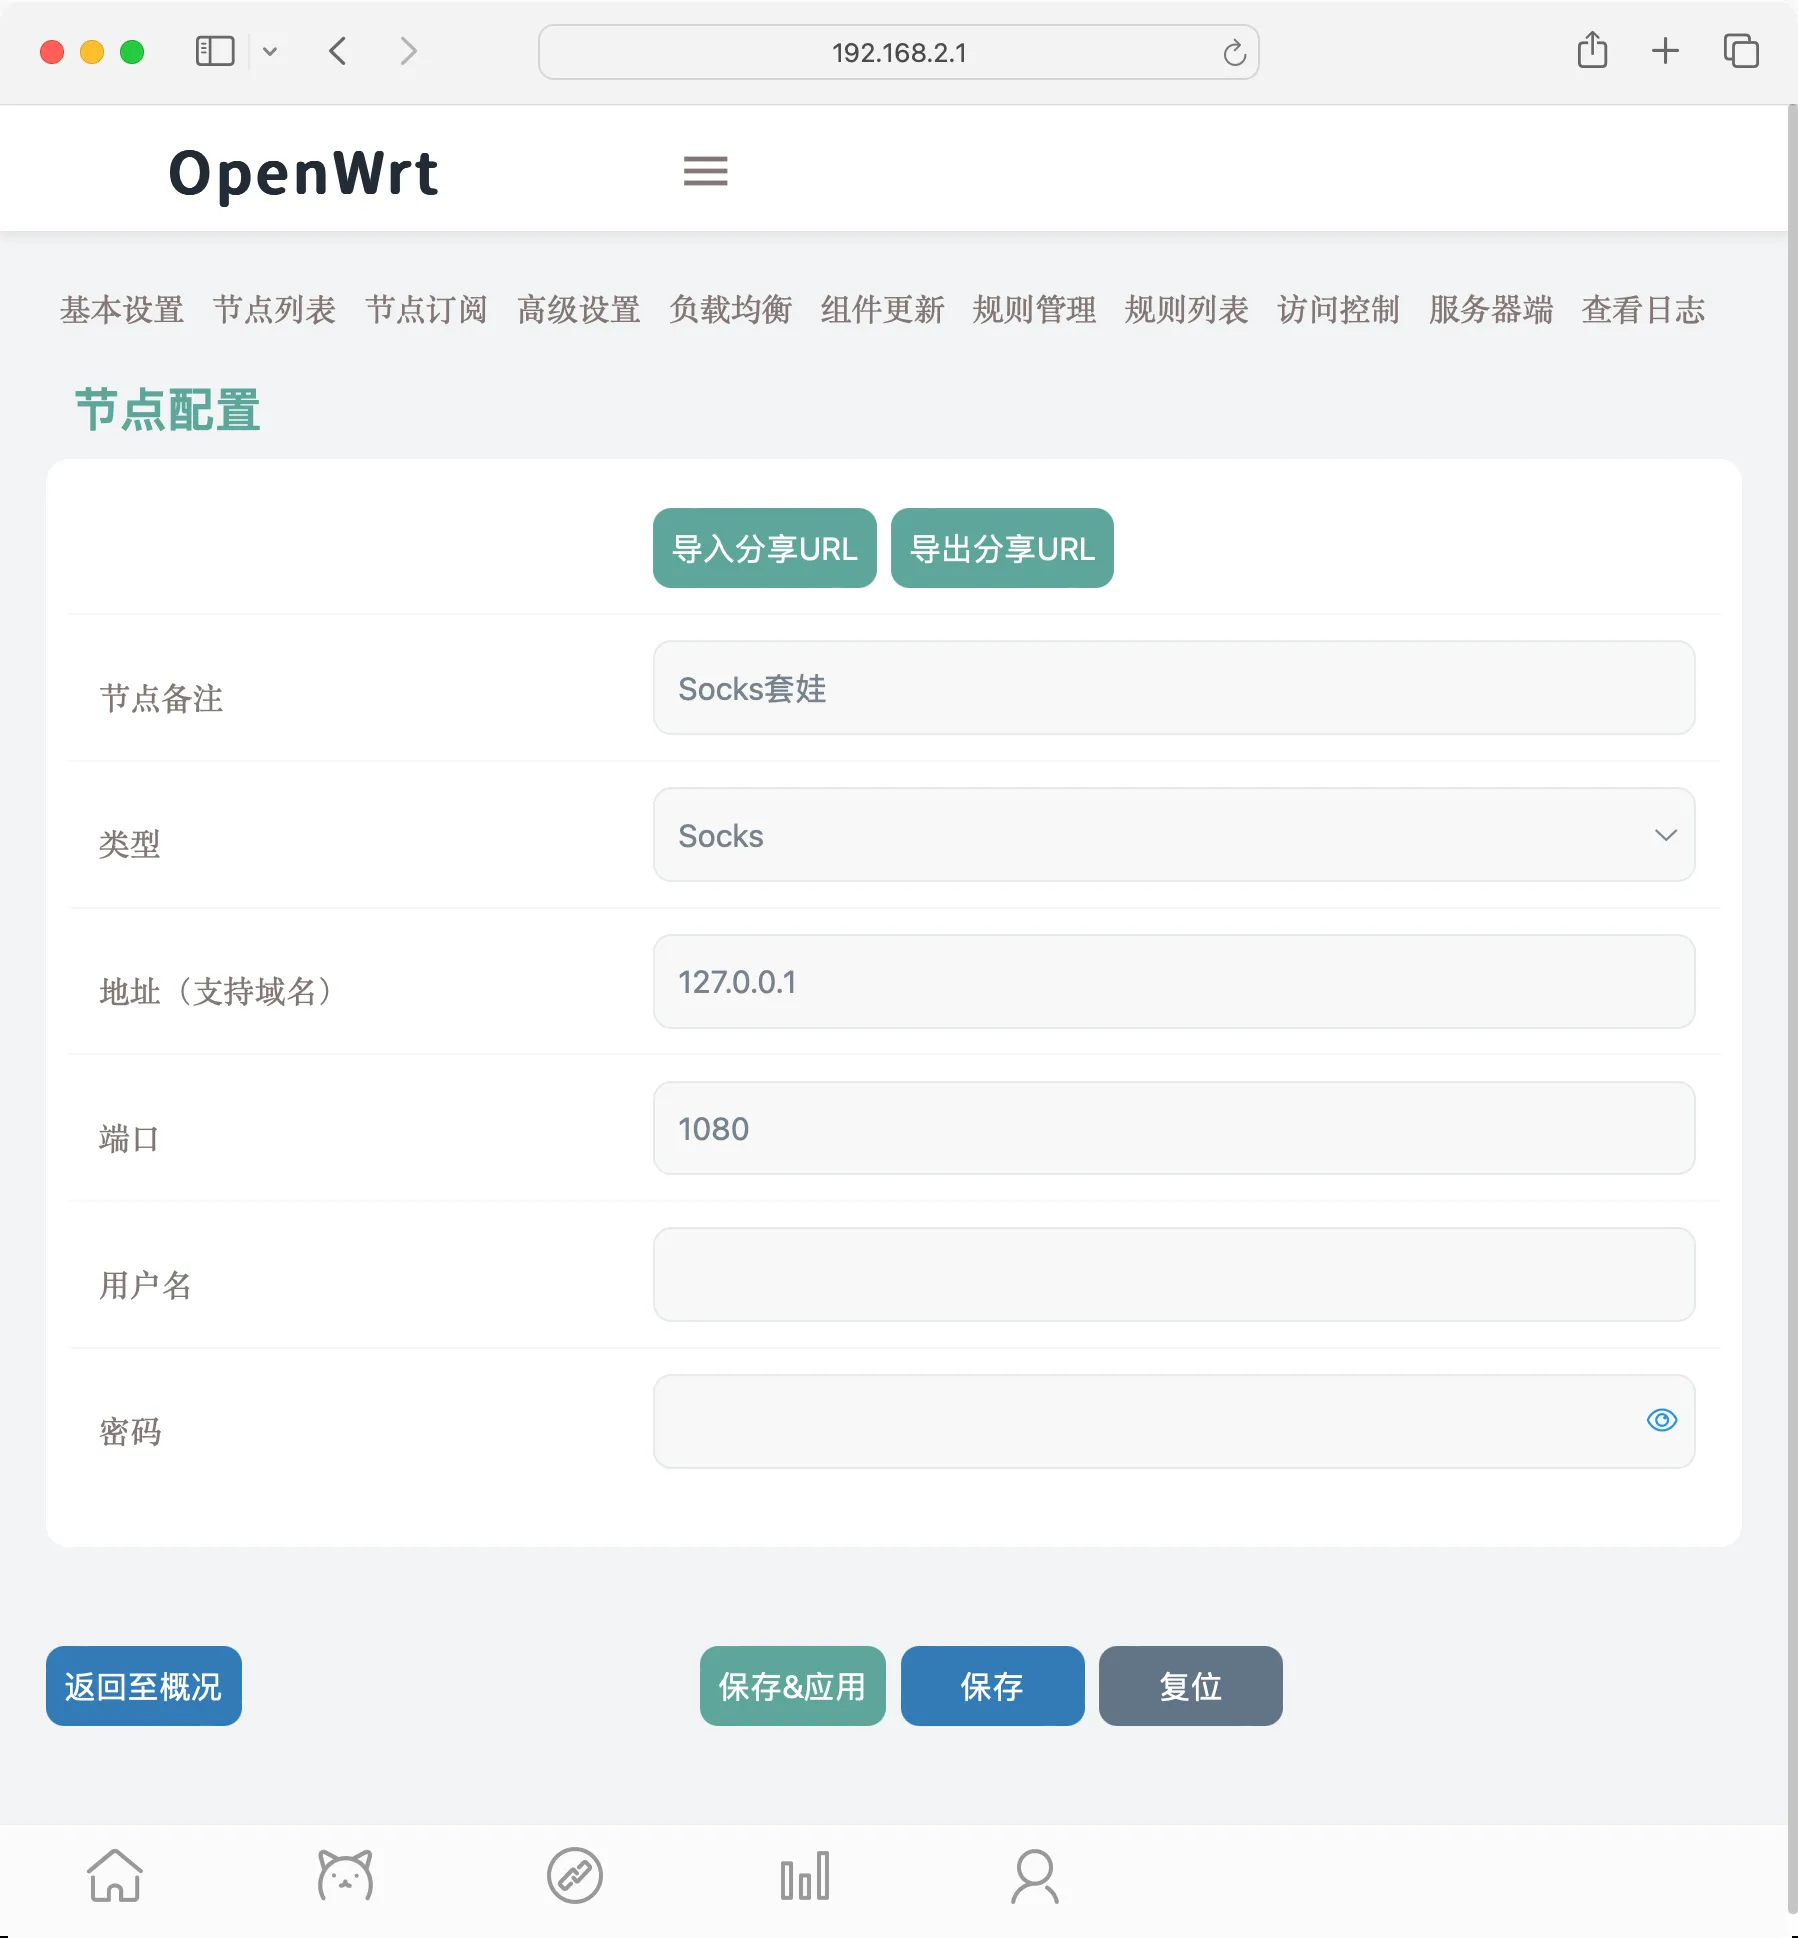 192.168.2.1
OpenWrt
基本设置 节点列表 节点订阅 高级设置 负载均衡 组件更新 规则管理 规则列表 访问控制 服务器端 查看日志
节点配置
导入分享URL 导出分享URL
节点备注 Socks套娃
类型 Socks
地址（支持域名） 127.0.0.1
端口 1080
用户名
密码
返回至概况 保存&应用 保存 复位